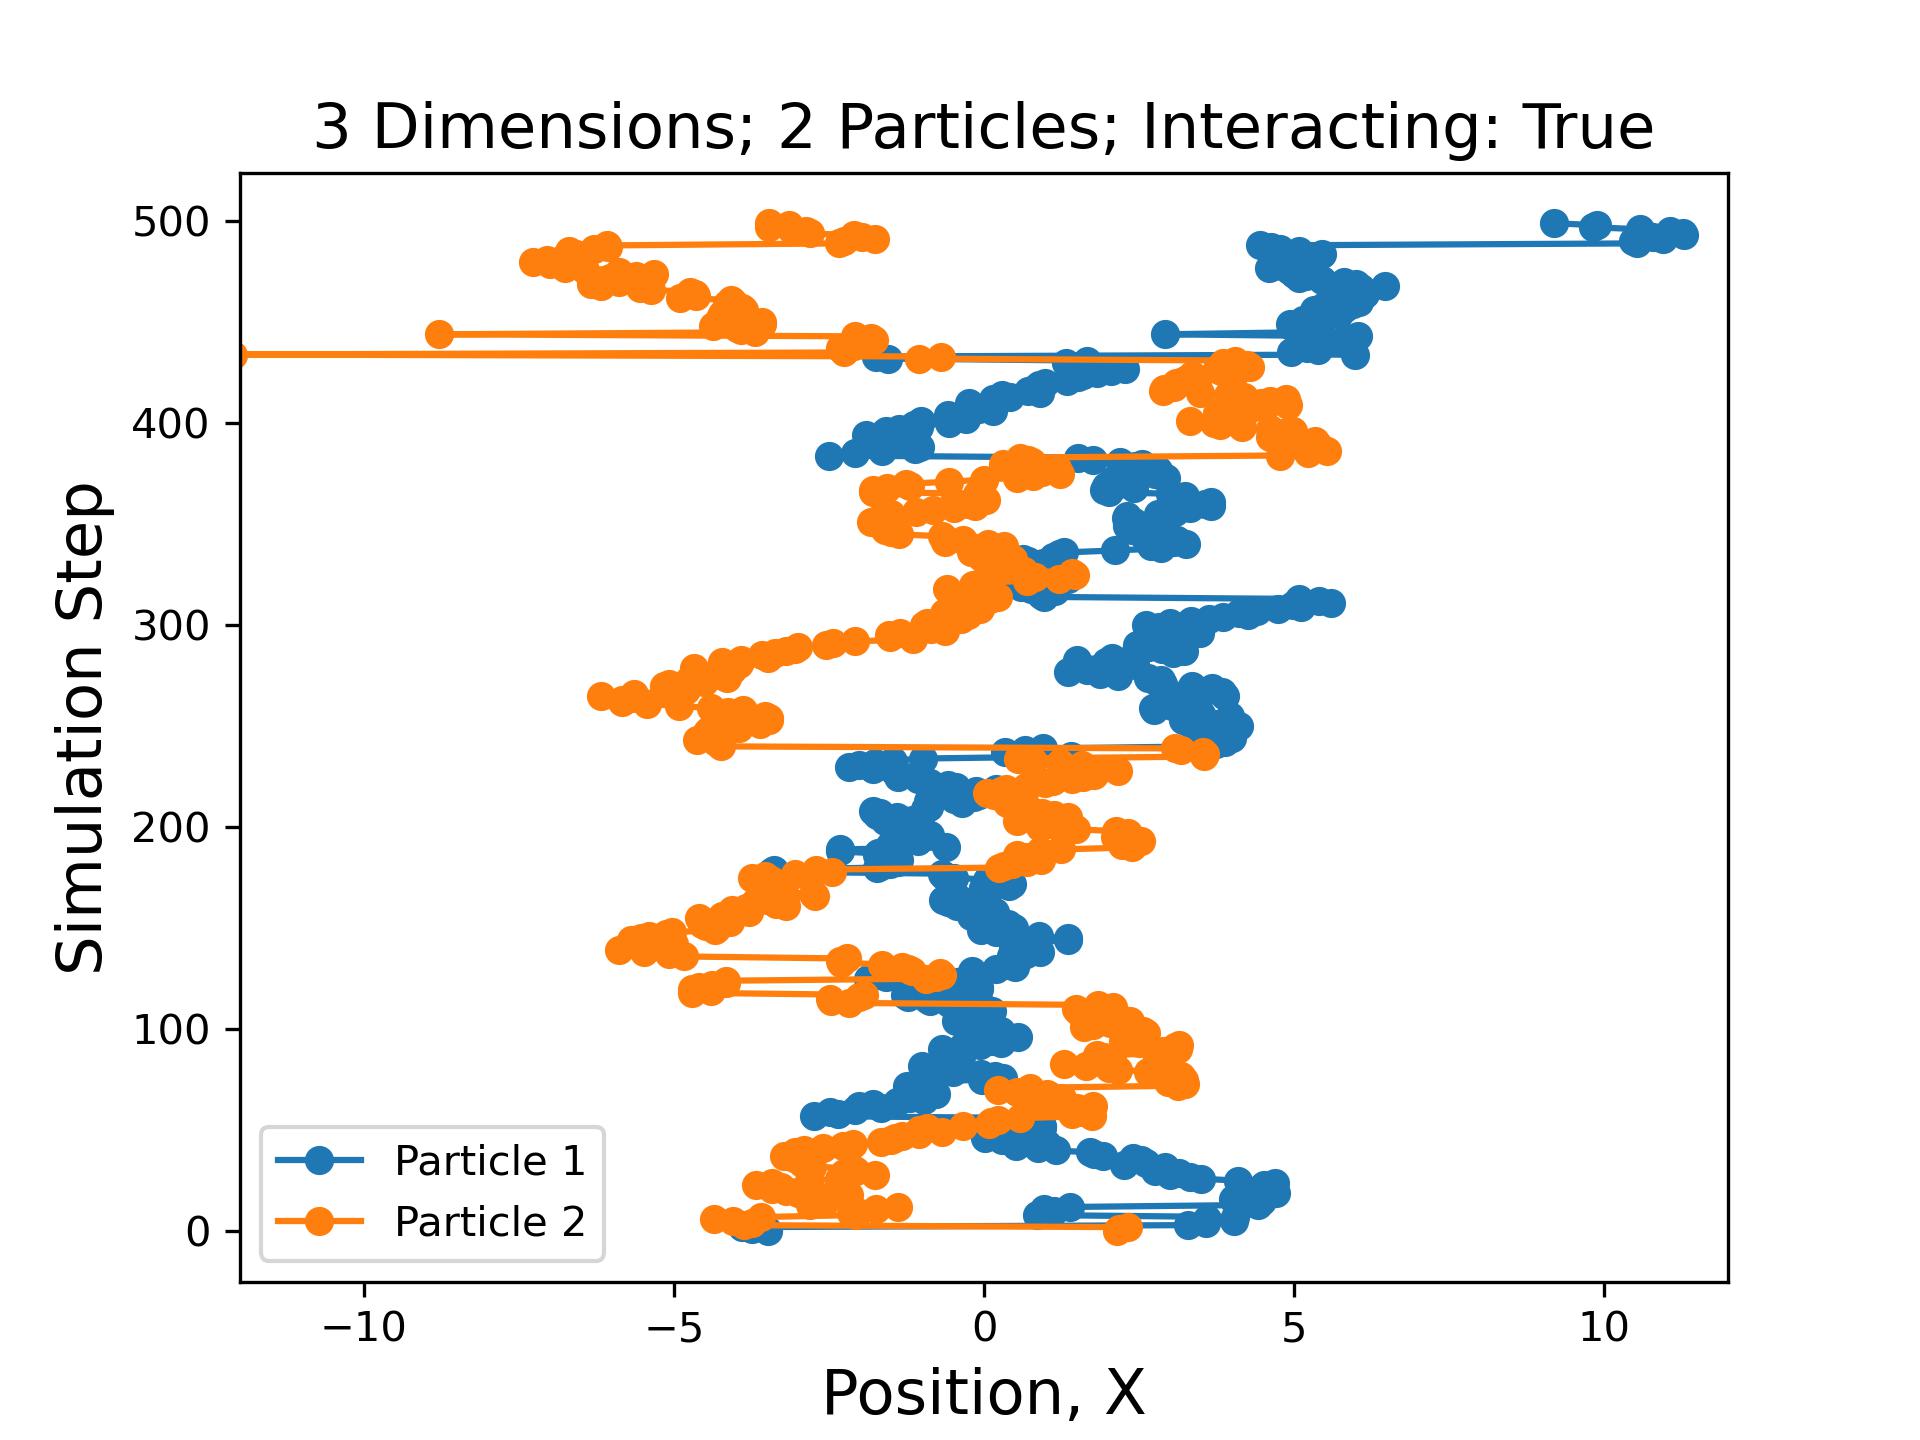 3 Dimensions; 2 Particles; Interacting: True
Simulation Step
500
400
300
200
100
0
Particle 1
Particle 2
−10
−5
0
5
10
Position, X